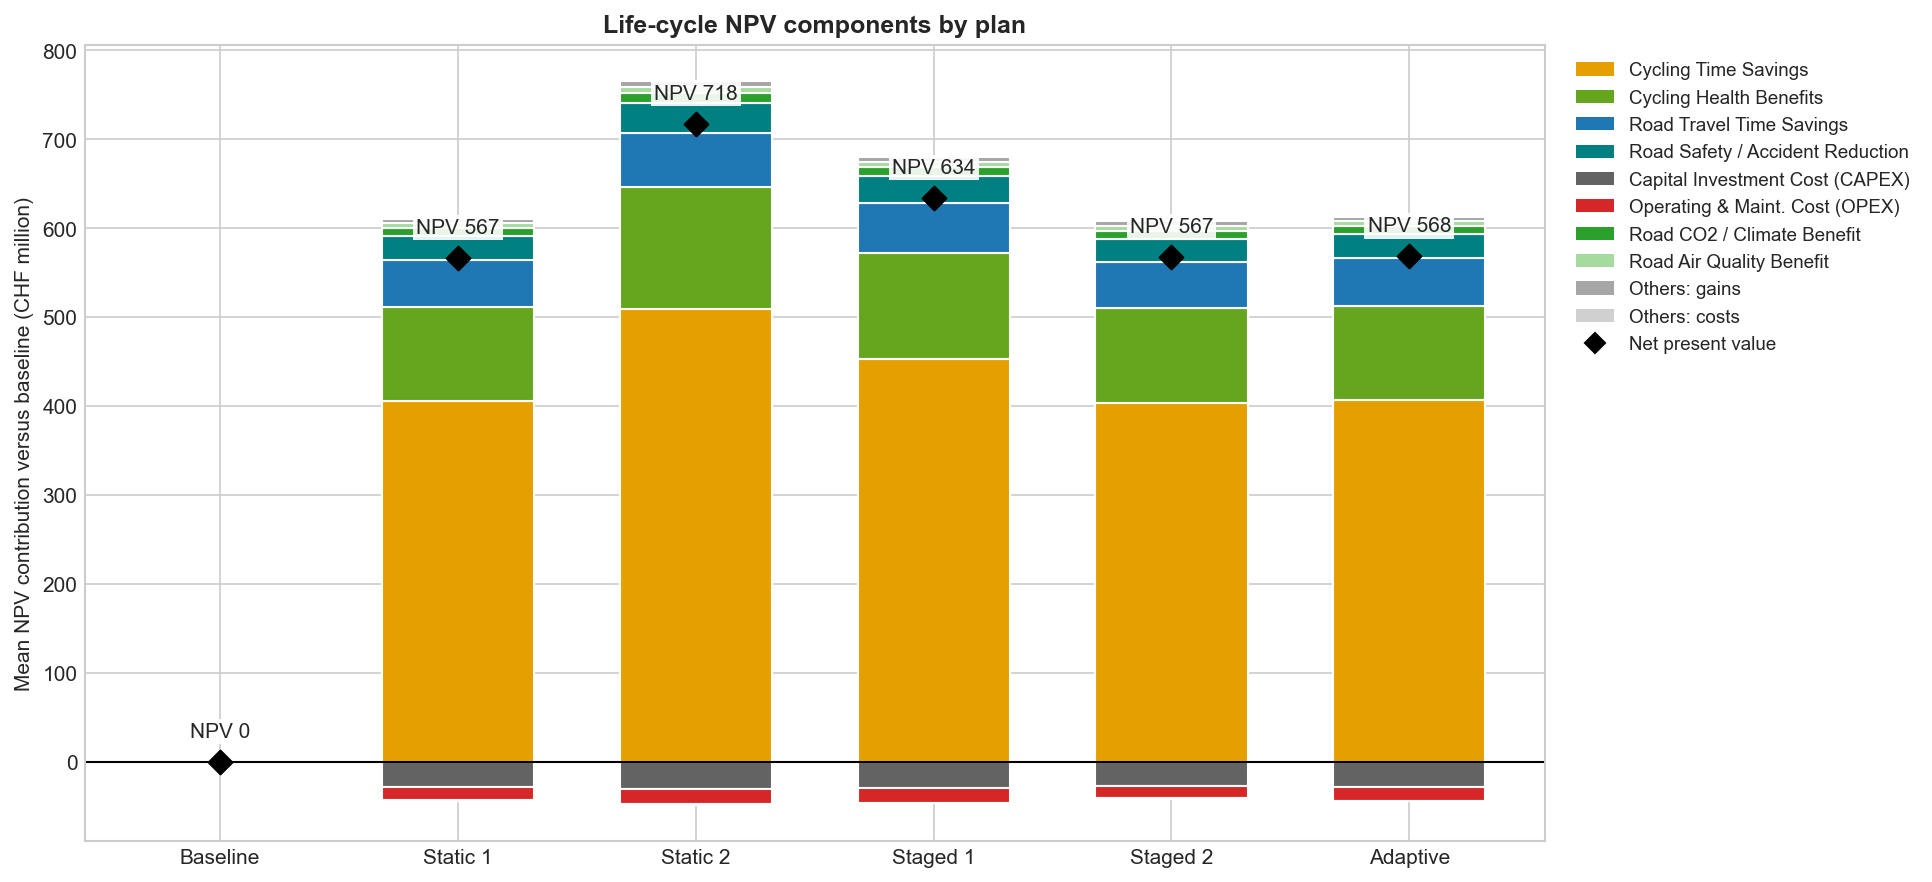 Life-cycle NPV components by plan
Mean NPV contribution versus baseline (CHF million)
800
700
600
500
400
300
200
100
0
NPV 0
NPV 567
NPV 718
NPV 634
NPV 567
NPV 568
Baseline
Static 1
Static 2
Staged 1
Staged 2
Adaptive
Cycling Time Savings
Cycling Health Benefits
Road Travel Time Savings
Road Safety / Accident Reduction
Capital Investment Cost (CAPEX)
Operating & Maint. Cost (OPEX)
Road CO2 / Climate Benefit
Road Air Quality Benefit
Others: gains
Others: costs
Net present value